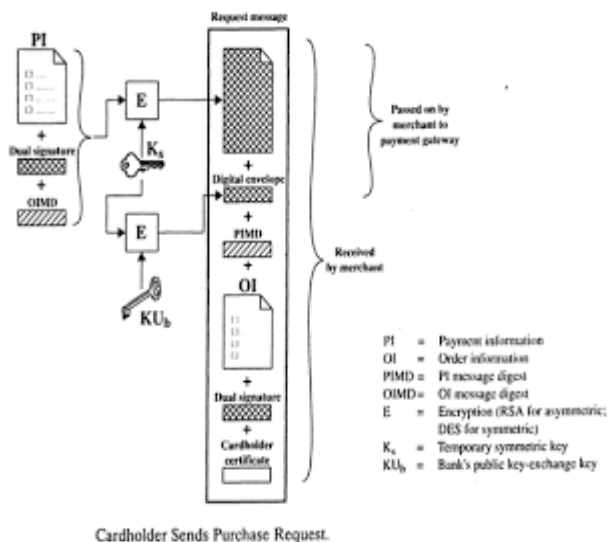 Request message
PI
+
Dual signature
+
OIMD
E
Ks
E
KUb
+
Digital envelope
+
PIMD
+
OI
+
Dual signature
+
Cardholder
certificate
Passed on by
merchant to
payment gateway
Received
by merchant
PI = Payment information
OI = Order information
PIMD = PI message digest
OIMD = OI message digest
E = Encryption (RSA for asymmetric;
DES for symmetric)
Ks = Temporary symmetric key
KUb = Bank's public key-exchange key
Cardholder Sends Purchase Request.